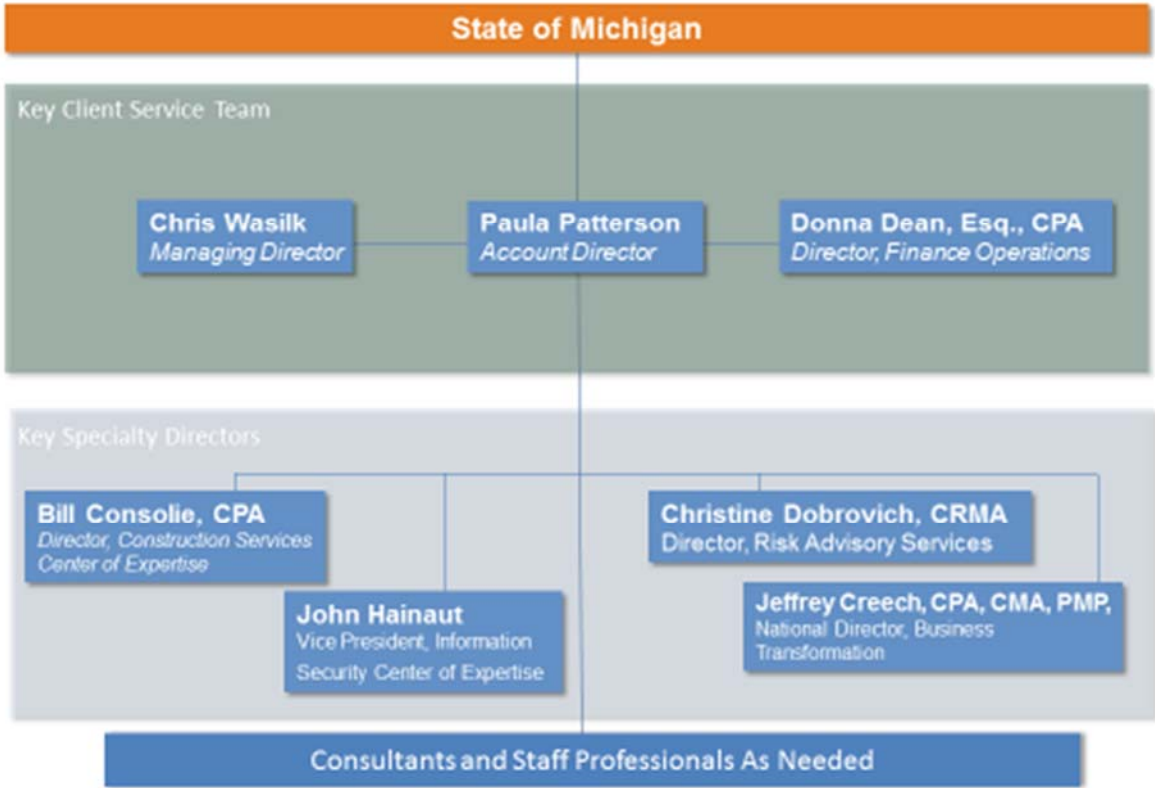 State of Michigan
Key Client Service Team
Chris Wasilk
Managing Director
Paula Patterson
Account Director
Donna Dean, Esq., CPA
Director, Finance Operations
Key Specialty Directors
Bill Consolie, CPA
Director, Construction Services
Center of Expertise
John Hainaut
Vice President, Information
Security Center of Expertise
Christine Dobrovich, CRMA
Director, Risk Advisory Services
Jeffrey Creech, CPA, CMA, PMP,
National Director, Business
Transformation
Consultants and Staff Professionals As Needed